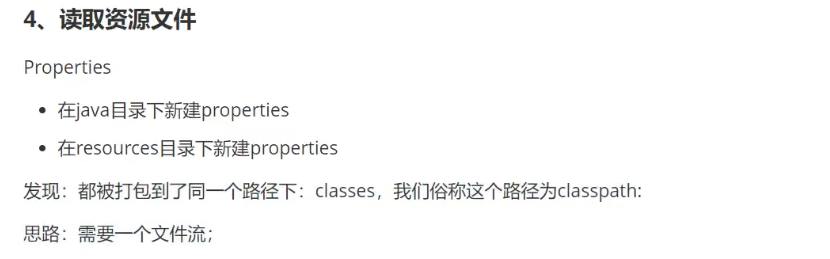 4、读取资源文件
Properties
• 在java目录下新建properties
• 在resources目录下新建properties
发现：都被打包到了同一个路径下：classes，我们俗称这个路径为classpath:
思路：需要一个文件流；